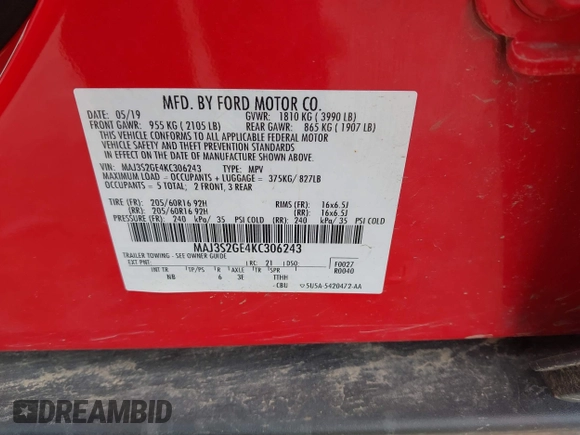 MFD. BY FORD MOTOR CO.
DATE: 05/19 GVWR: 1810 KG ( 3990 LB)
FRONT GAWR: 955 KG ( 2105 LB) REAR GAWR: 865 KG ( 1907 LB)
THIS VEHICLE CONFORMS TO ALL APPLICABLE FEDERAL MOTOR
VEHICLE SAFETY AND THEFT PREVENTION STANDARDS
IN EFFECT ON THE DATE OF MANUFACTURE SHOWN ABOVE.
VIN: MAJ3S2GE4KC306243 TYPE: MPV
MAXIMUM LOAD = OCCUPANTS + LUGGAGE = 375KG/ 827LB
OCCUPANTS = 5 TOTAL; 2 FRONT, 3 REAR
TIRE (FR): 205/60R16 92H (FR): 16x6.5J
(RR): 205/60R16 92H (RR): 16x6.5J
PRESSURE (FR): 240 kPa/ 35 PSI COLD (RR): 240 kPa/ 35 PSI COLD
MAJ3S2GE4KC306243
TRAILER TOWING - SEE OWNER GUIDE
EXT PNT: RC: 21 DSO: F0027
R0040
INT TR TP/PS R AXLE TR SPR
NB 6 3E TTHH
CBU 5U5A-5420472-AA
DREAMBID